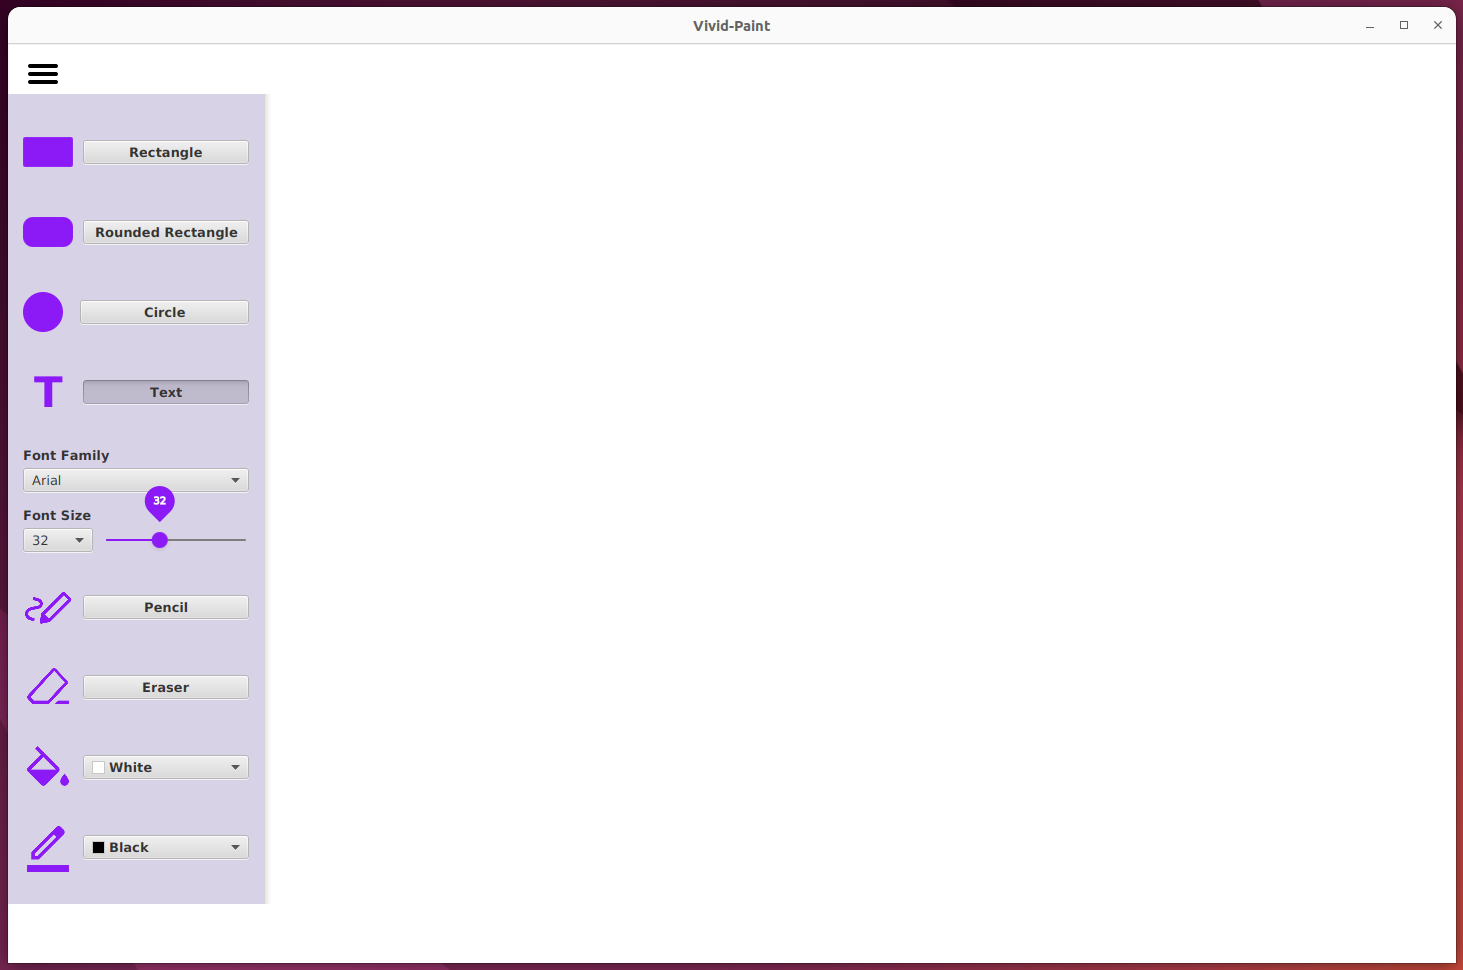 Vivid-Paint
Rectangle
Rounded Rectangle
Circle
T
Text
Font Family
Arial
32
Font Size
32
Pencil
Eraser
White
Black